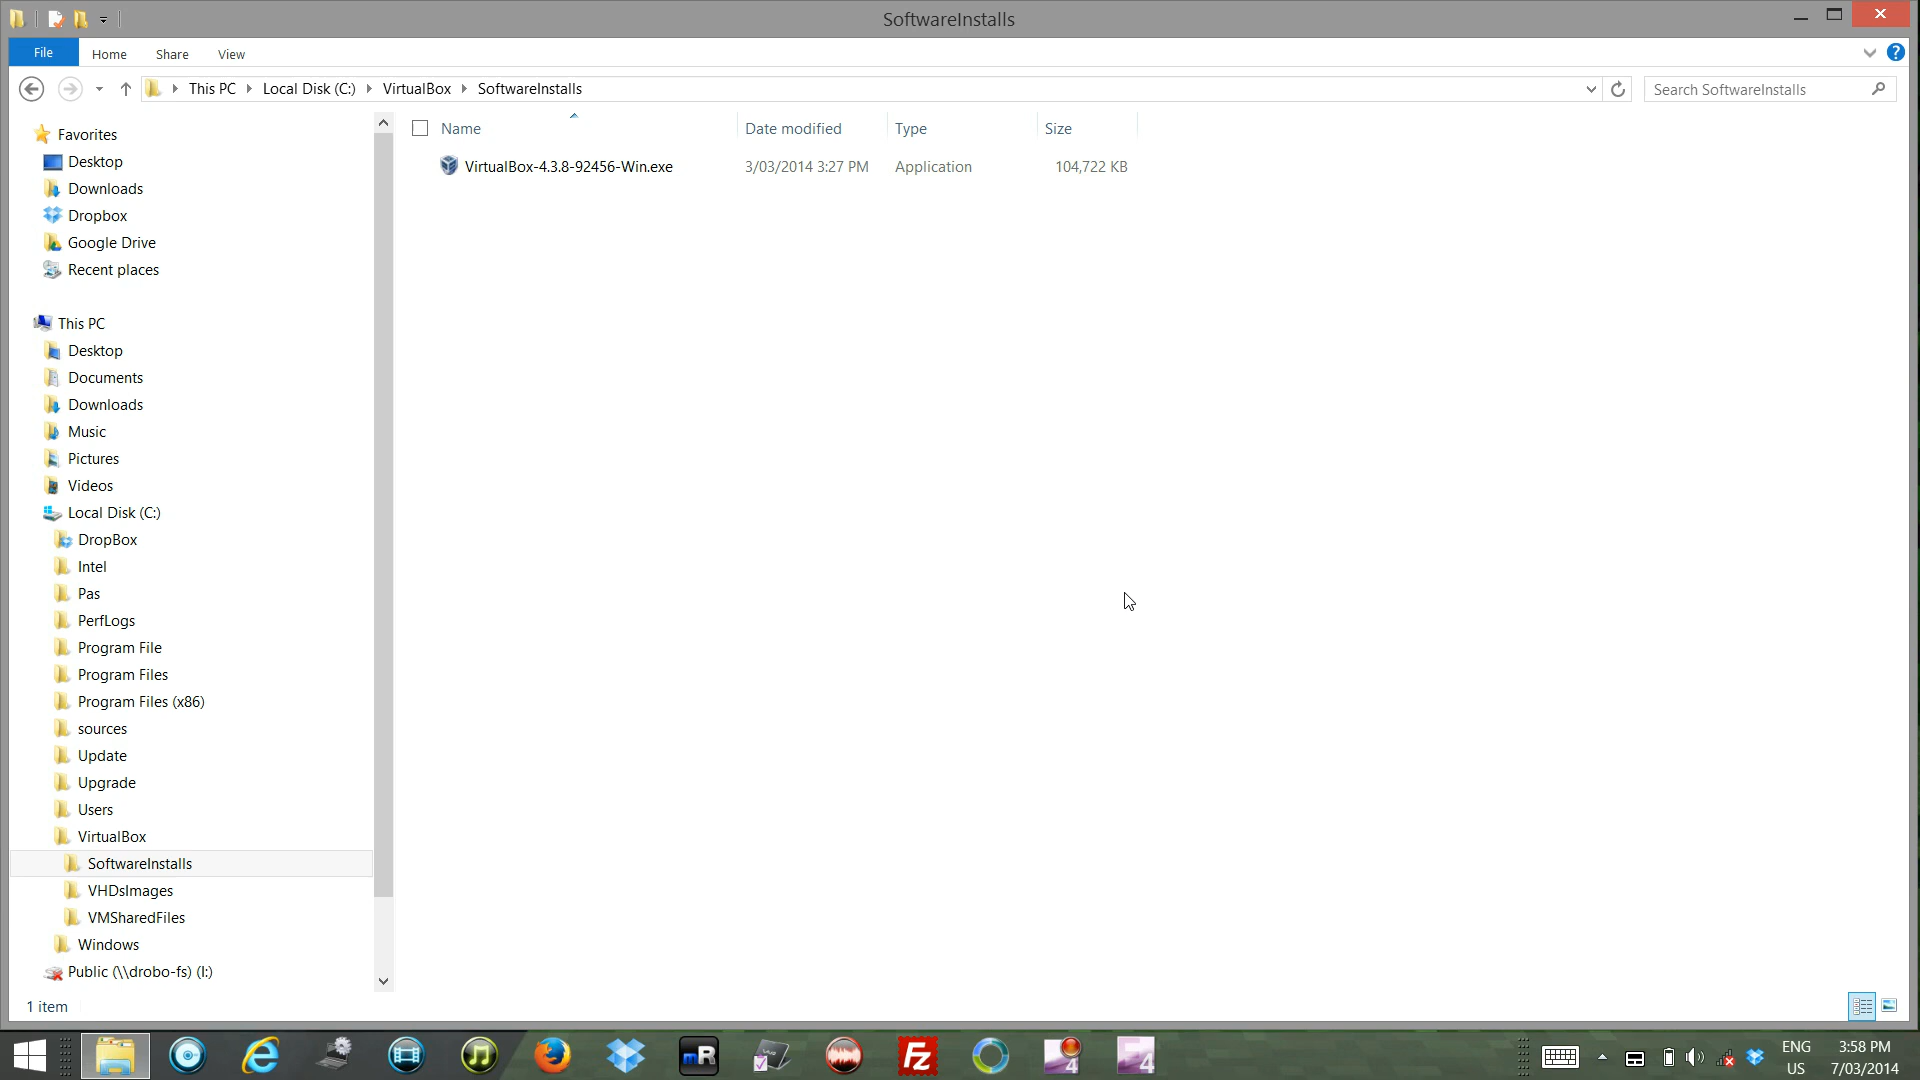 SoftwareInstalls
File
Home
Share
View
This PC
Local Disk (C:)
VirtualBox
SoftwareInstalls
Search SoftwareInstalls
Name
Date modified
Type
Size
VirtualBox-4.3.8-92456-Win.exe
3/03/2014 3:27 PM
Application
104,722 KB
Favorites
Desktop
Downloads
Dropbox
Google Drive
Recent places
This PC
Desktop
Documents
Downloads
Music
Pictures
Videos
Local Disk (C:)
DropBox
Intel
Pas
PerfLogs
Program File
Program Files
Program Files (x86)
sources
Update
Upgrade
Users
VirtualBox
SoftwareInstalls
VHDsImages
VMSharedFiles
Windows
Public (\\drobo-fs) (I:)
1 item
mR
Fz
4
4
ENG
US
3:58 PM
7/03/2014